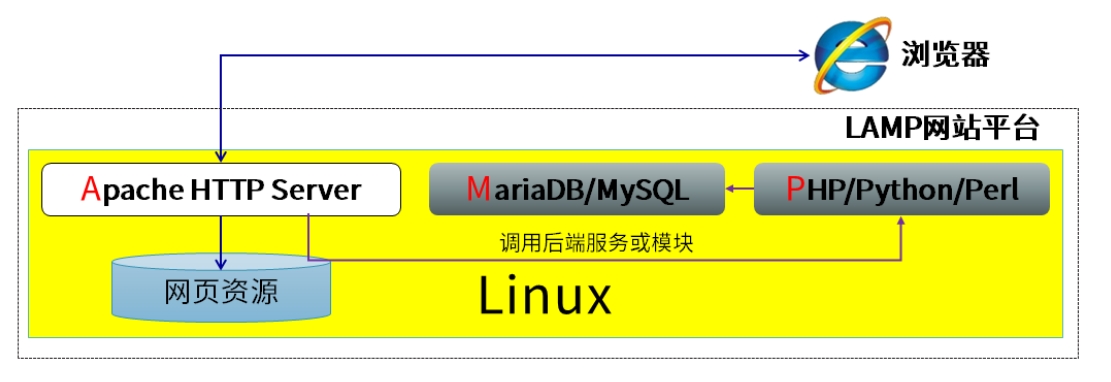 浏览器
LAMP网站平台
Apache HTTP Server
MariaDB/MySQL
PHP/Python/Perl
调用后端服务或模块
网页资源
Linux